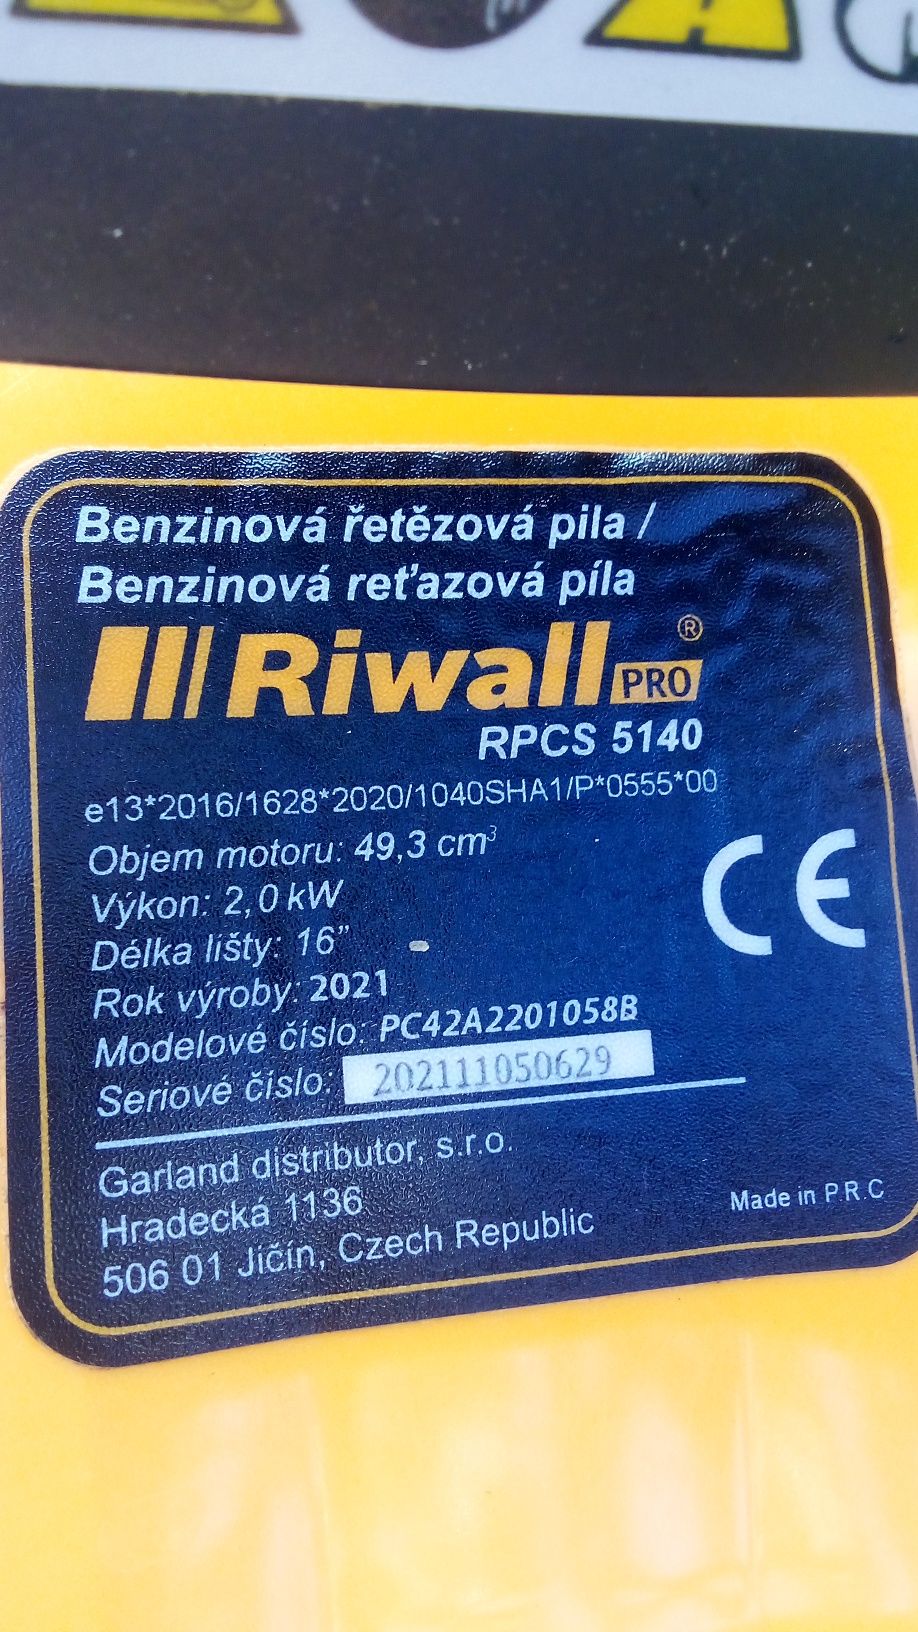 Benzinová řetězová pila /
Benzinová reťazová píla
Riwall PRO ®
RPCS 5140
e13*2016/1628*2020/1040SHA1/P*0555*00
Objem motoru: 49,3 cm³
Výkon: 2,0 kW
Délka lišty: 16”
Rok výroby: 2021
Modelové číslo: PC42A2201058B
Seriové číslo: 202111050629
CE
Garland distributor, s.r.o.
Hradecká 1136
506 01 Jičín, Czech Republic
Made in P.R.C